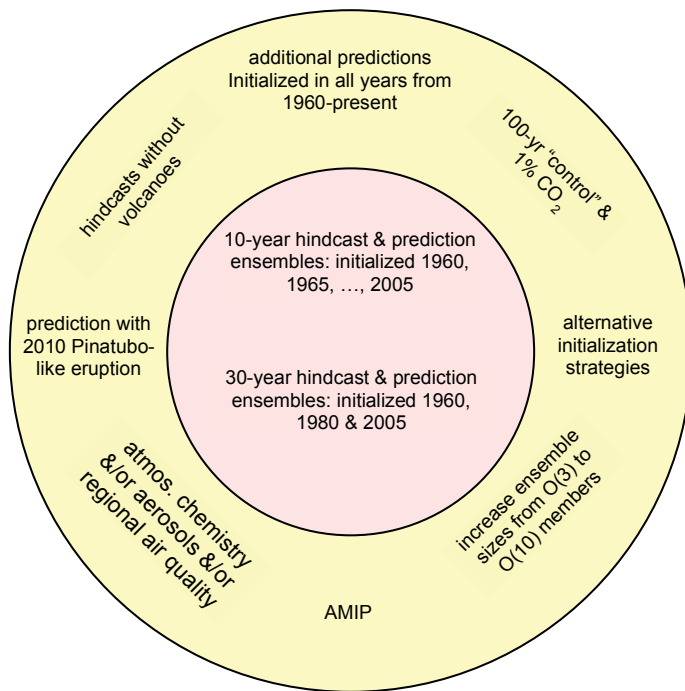 additional predictions
Initialized in all years from
1960-present
100-yr “control” &
1% CO2
hindcasts without
volcanoes
10-year hindcast & prediction
ensembles: initialized 1960,
1965, …, 2005
prediction with
2010 Pinatubo-
like eruption
alternative
initialization
strategies
30-year hindcast & prediction
ensembles: initialized 1960,
1980 & 2005
atmos. chemistry
&/or aerosols &/or
regional air quality
increase ensemble
sizes from O(3) to
O(10) members
AMIP